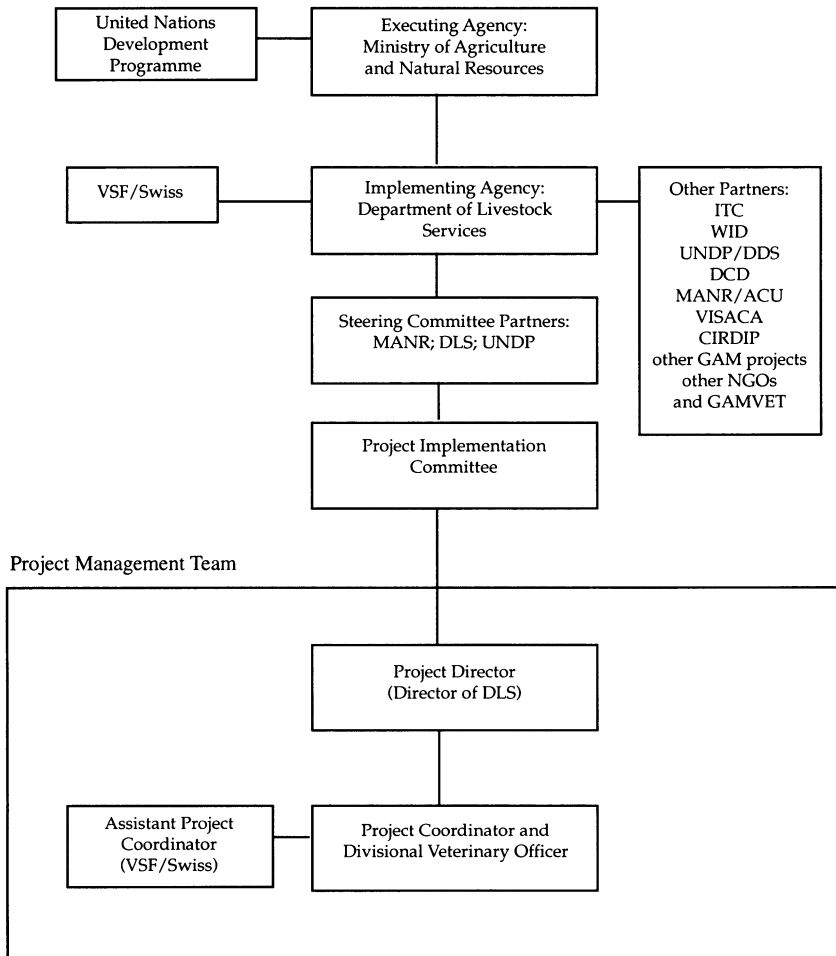 United Nations
Development
Programme
Executing Agency:
Ministry of Agriculture
and Natural Resources
VSF/Swiss
Implementing Agency:
Department of Livestock
Services
Other Partners:
ITC
WID
UNDP/DDS
DCD
MANR/ACU
VISACA
CIRDIP
other GAM projects
other NGOs
and GAMVET
Steering Committee Partners:
MANR; DLS; UNDP
Project Implementation
Committee
Project Management Team
Project Director
(Director of DLS)
Assistant Project
Coordinator
(VSF/Swiss)
Project Coordinator and
Divisional Veterinary Officer